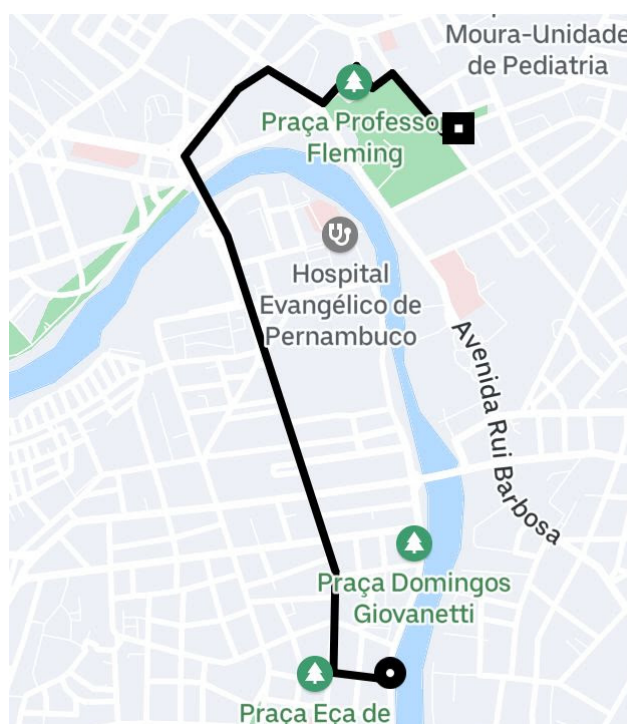 Moura-Unidade
de Pediatria
Praça Professo
Fleming
Hospital
Evangélico de
Pernambuco
Avenida Rui Barbosa
Praça Domingos
Giovanetti
Praça Eça de